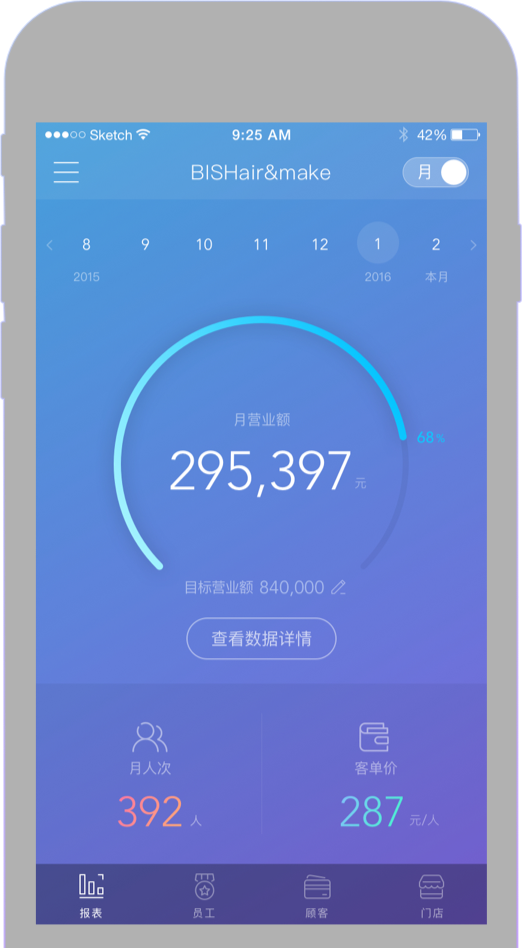 Sketch 9:25 AM 42%
BISHair&make 月
8 9 10 11 12 1 2
2015 2016 本月
月营业额
68%
295,397 元
目标营业额 840,000
查看数据详情
月人次 客单价
392 人 287 元/人
报表 员工 顾客 门店